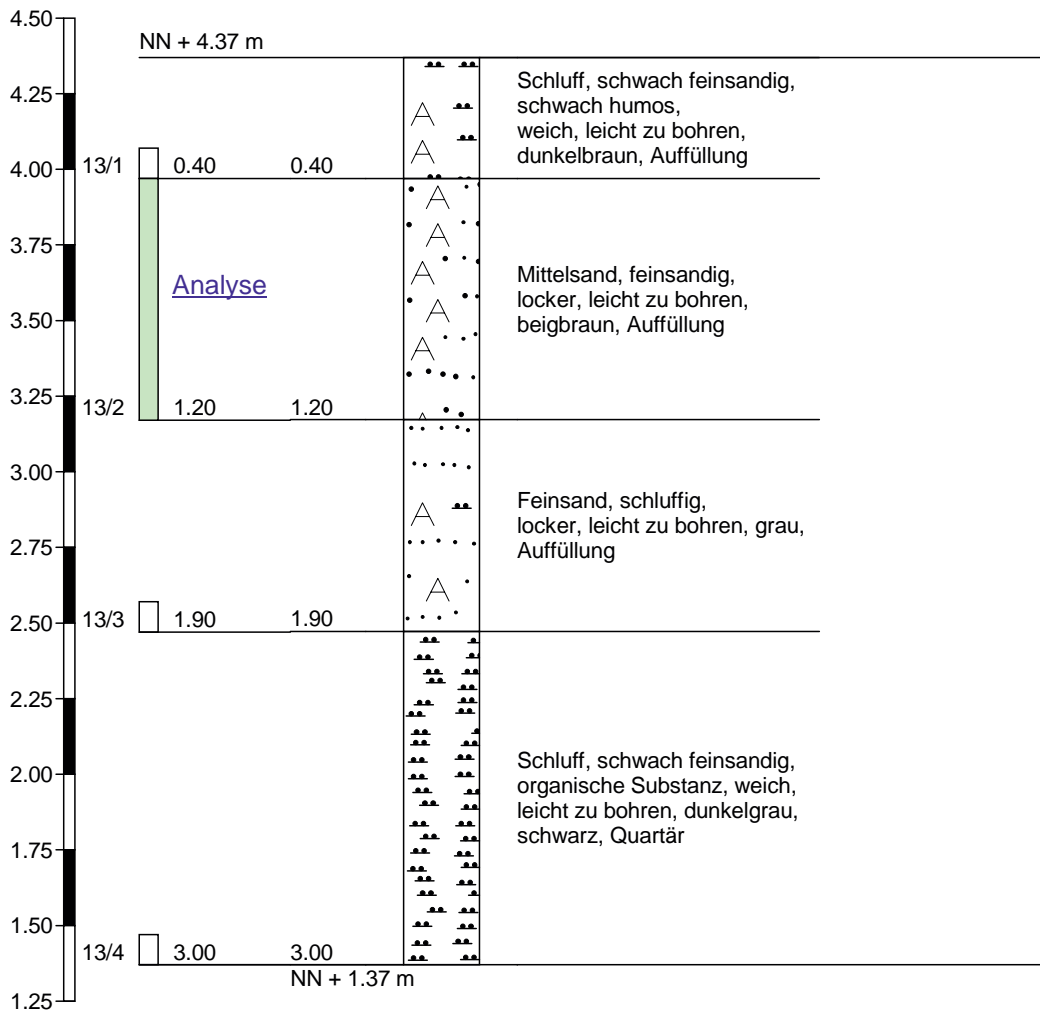 4.50
NN + 4.37 m
4.25
4.00
3.75
3.50
3.25
3.00
2.75
2.50
2.25
2.00
1.75
1.50
1.25
13/1 0.40 0.40
Schluff, schwach feinsandig,
schwach humos,
weich, leicht zu bohren,
dunkelbraun, Auffüllung
Analyse
13/2 1.20 1.20
Mittelsand, feinsandig,
locker, leicht zu bohren,
beigbraun, Auffüllung
13/3 1.90 1.90
Feinsand, schluffig,
locker, leicht zu bohren, grau,
Auffüllung
13/4 3.00 3.00
Schluff, schwach feinsandig,
organische Substanz, weich,
leicht zu bohren, dunkelgrau,
schwarz, Quartär
NN + 1.37 m